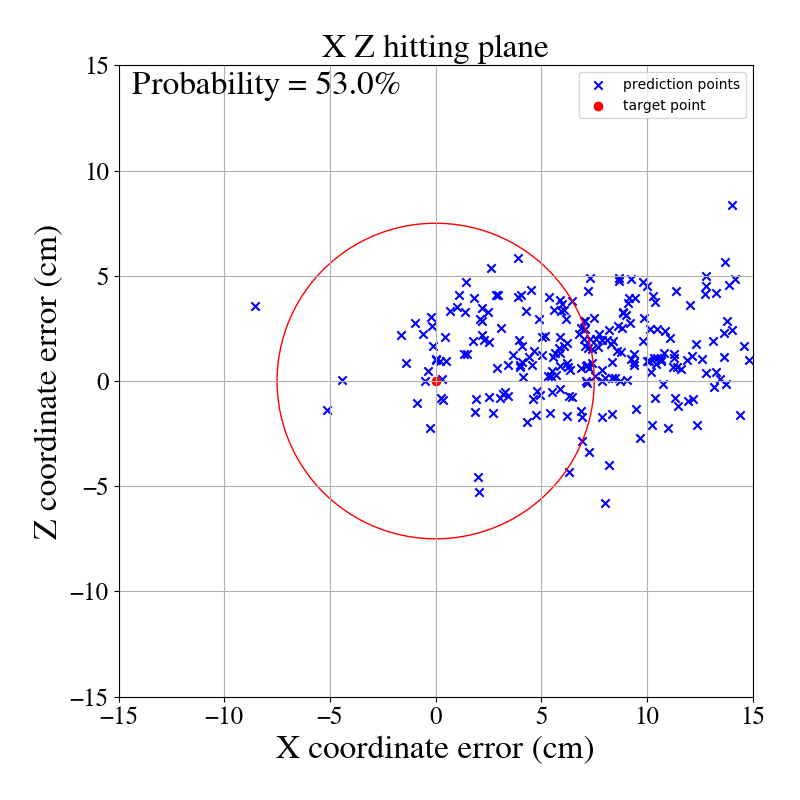 X Z hitting plane
Probability = 53.0%
prediction points
target point
15
10
5
0
−5
−10
−15
Z coordinate error (cm)
−15 −10 −5 0 5 10 15
X coordinate error (cm)